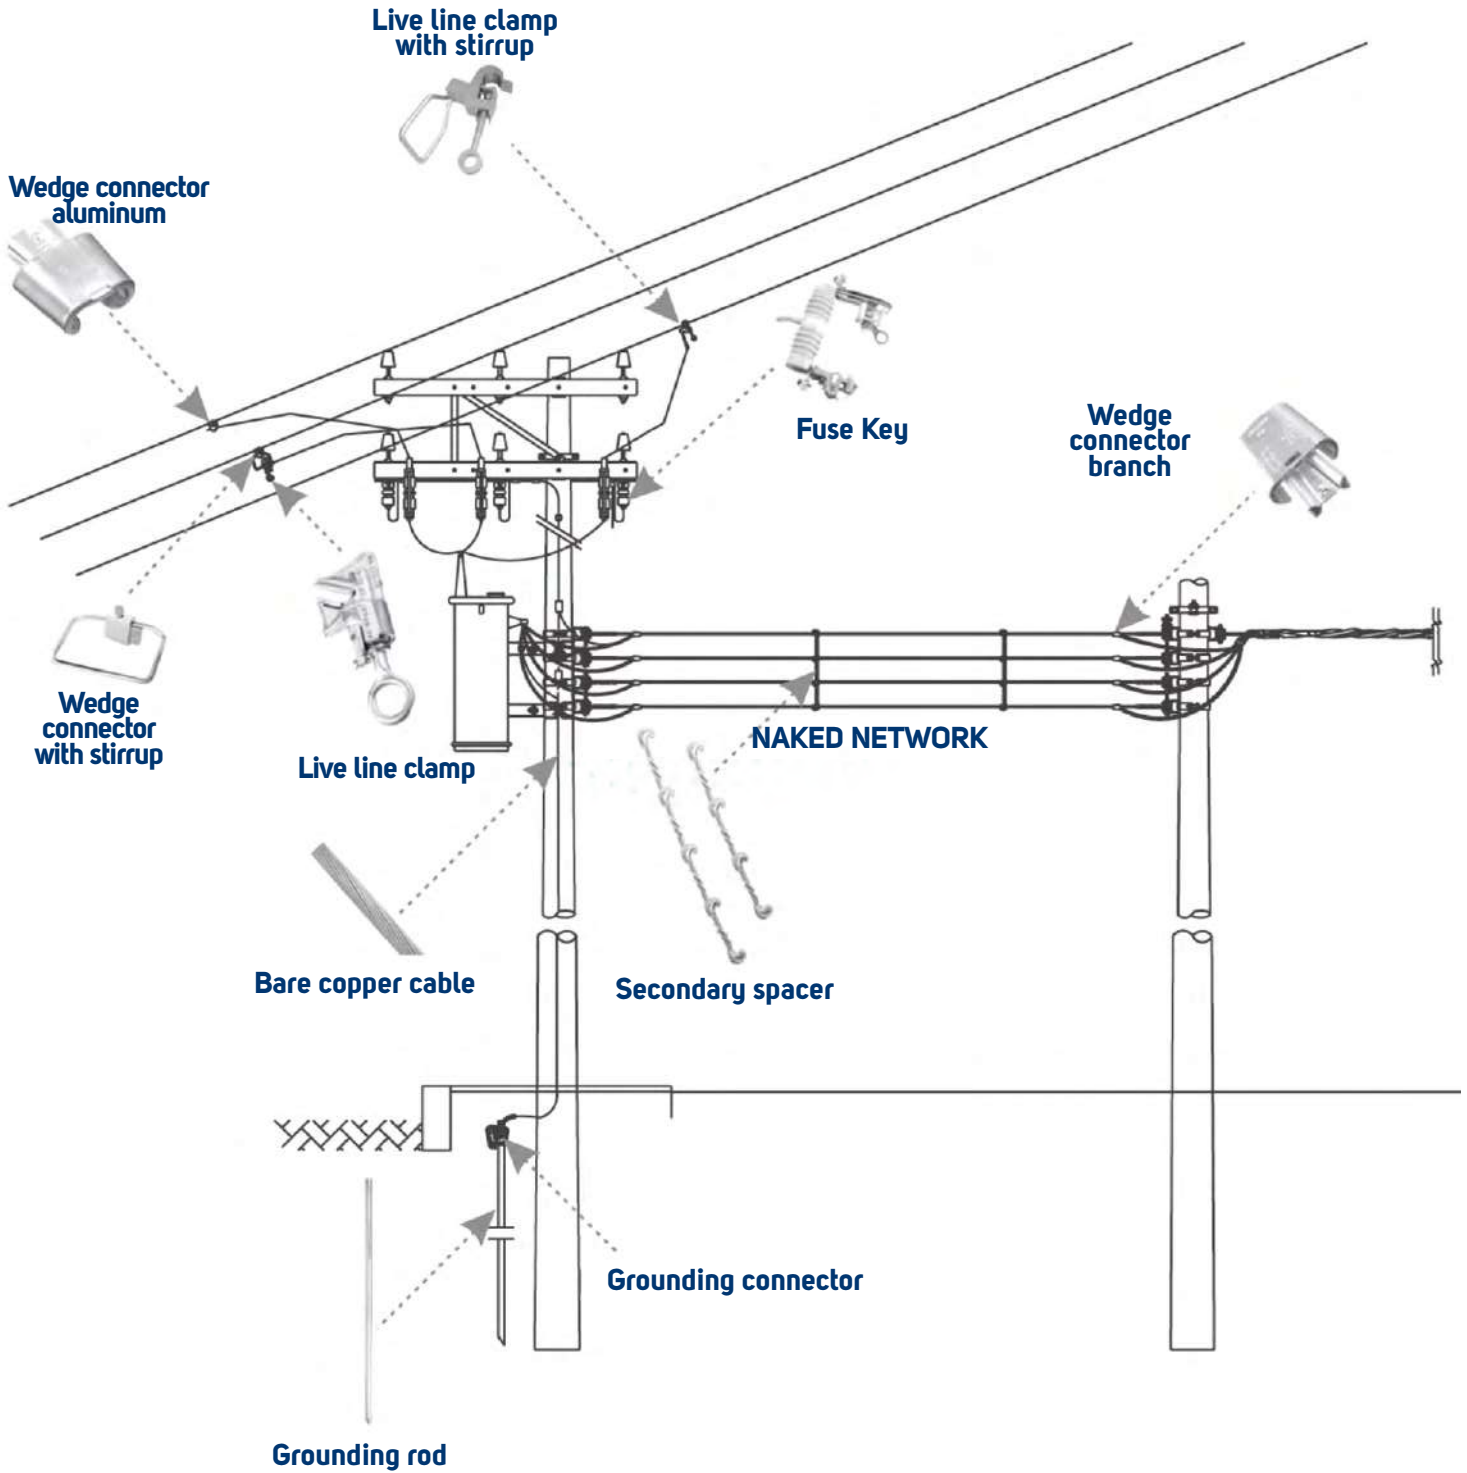 Live line clamp
with stirrup
Wedge connector
aluminum
Fuse Key
Wedge
connector
branch
Wedge
connector
with stirrup
Live line clamp
NAKED NETWORK
Bare copper cable
Secondary spacer
Grounding connector
Grounding rod